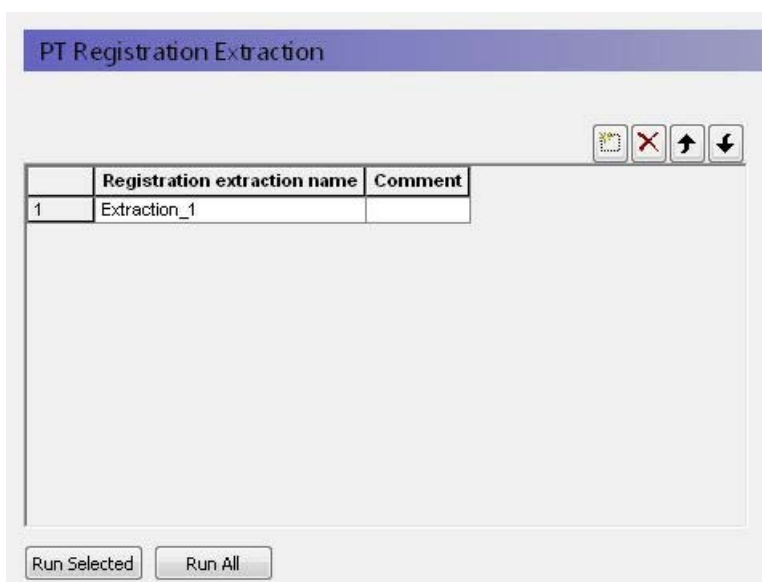 PT Registration Extraction
Registration extraction name Comment
1 Extraction_1
Run Selected Run All